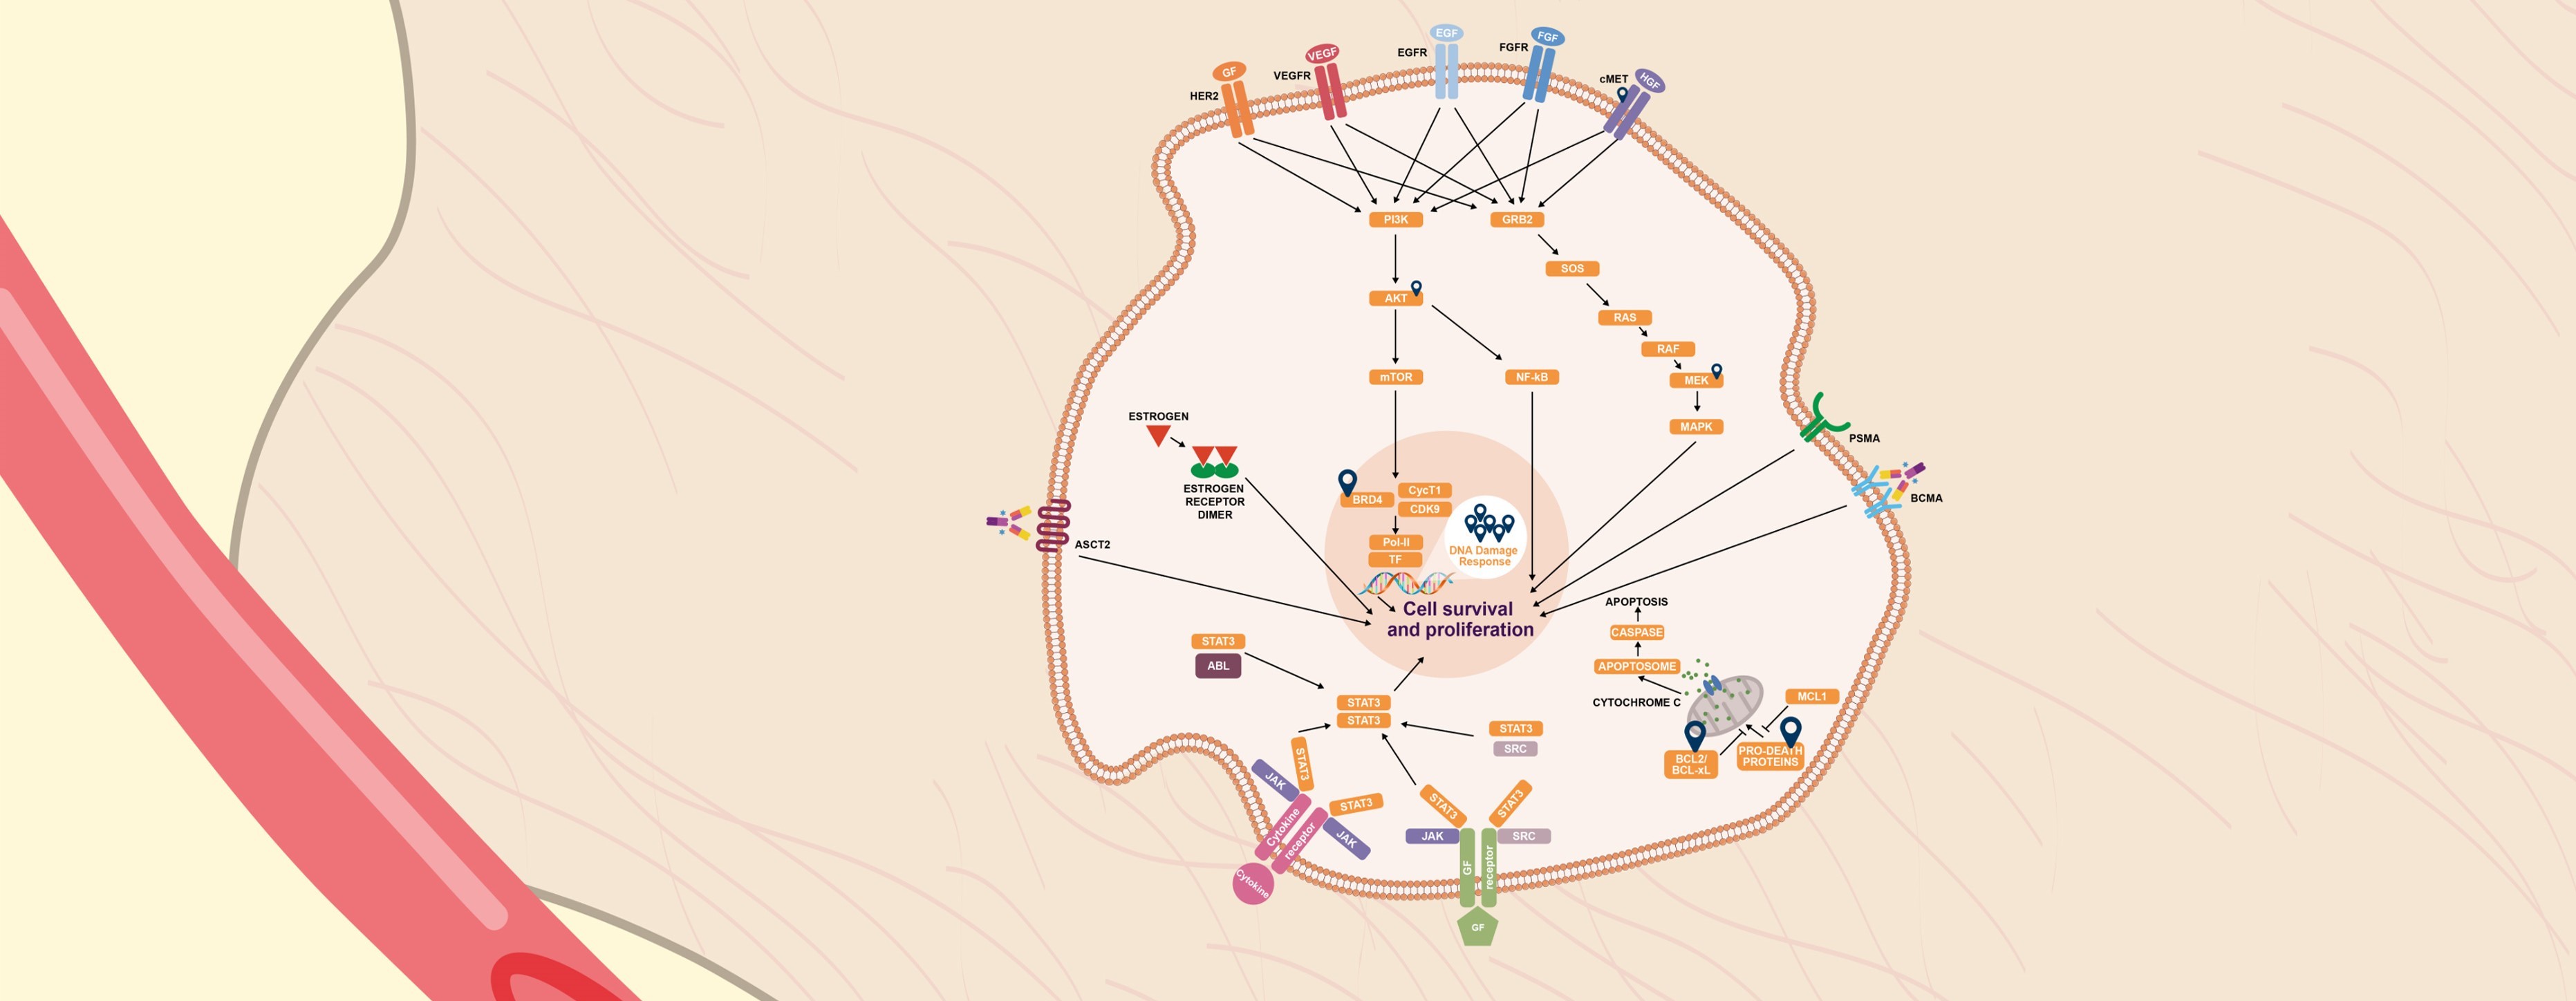 EGF
FGF
EGFR
FGFR
VEGF
VEGFR
GF
HER2
cMET
HGF
PI3K
GRB2
SOS
AKT
RAS
RAF
mTOR
NF-kB
MEK
MAPK
ESTROGEN
ESTROGEN
RECEPTOR
DIMER
PSMA
BCMA
BRD4
CycT1
CDK9
Pol-II
TF
DNA Damage
Response
ASCT2
Cell survival
and proliferation
APOPTOSIS
CASPASE
APOPTOSOME
CYTOCHROME C
MCL1
BCL2/
BCL-xL
PRO-DEATH
PROTEINS
STAT3
ABL
STAT3
STAT3
STAT3
SRC
STAT3
JAK
STAT3
JAK
Cytokine
receptor
Cytokine
STAT3
STAT3
JAK
SRC
GF
receptor
GF